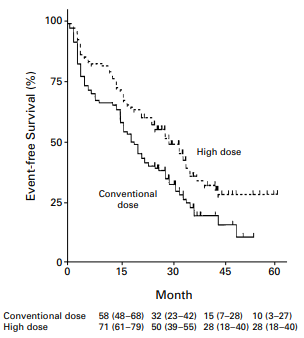 100
75
50
25
0
Event-free Survival (%)
High dose
Conventional
dose
0 15 30 45 60
Month
Conventional dose 58 (48–68) 32 (23–42) 15 (7–28) 10 (3–27)
High dose 71 (61–79) 50 (39–55) 28 (18–40) 28 (18–40)